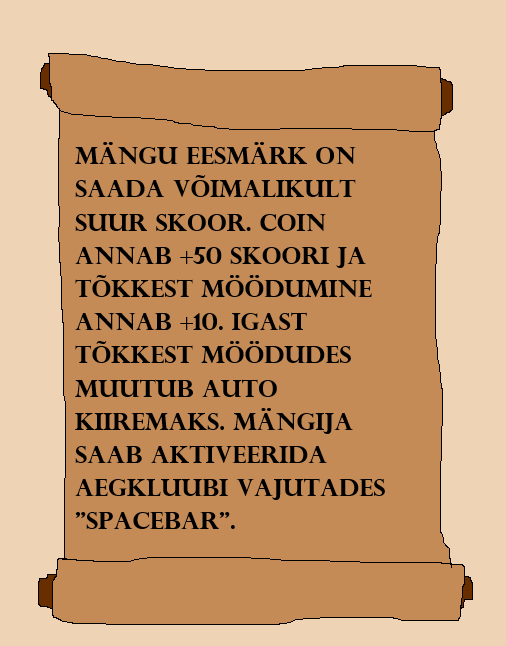 MÄNGU EESMÄRK ON
SAADA VÕIMALIKULT
SUUR SKOOR. COIN
ANNAB +50 SKOORI JA
TÕKKEST MÖÖDUMINE
ANNAB +10. IGAST
TÕKKEST MÖÖDUDES
MUUTUB AUTO
KIIREMAKS. MÄNGIJA
SAAB AKTIVEERIDA
AEGKLUUBI VAJUTADES
"SPACEBAR".